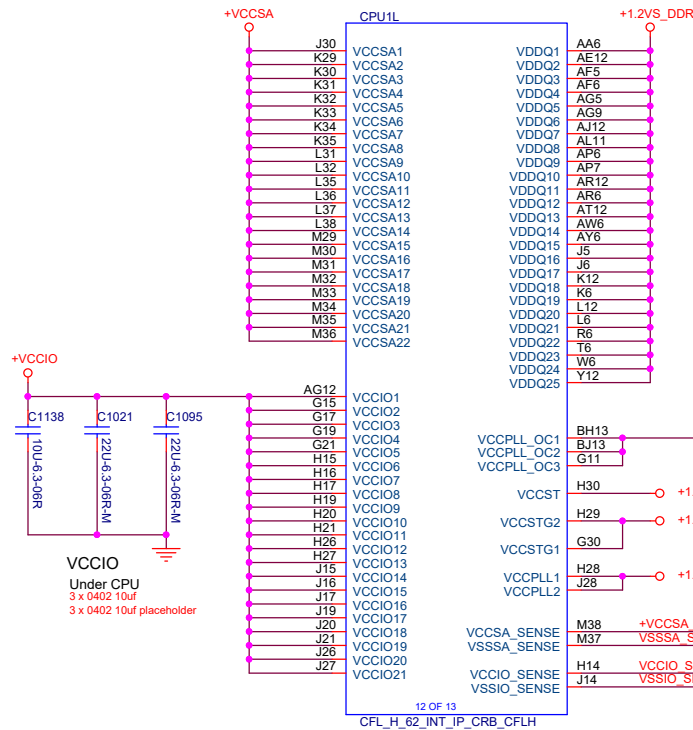 +VCCSA
CPU1L
+1.2VS_DDR
J30 VCCSA1 VDDQ1 AA6
K29 VCCSA2 VDDQ2 AE12
K30 VCCSA3 VDDQ3 AF5
K31 VCCSA4 VDDQ4 AF6
K32 VCCSA5 VDDQ5 AG5
K33 VCCSA6 VDDQ6 AG9
K34 VCCSA7 VDDQ7 AJ12
K35 VCCSA8 VDDQ8 AL11
L31 VCCSA9 VDDQ9 AP6
L32 VCCSA10 VDDQ10 AP7
L35 VCCSA11 VDDQ11 AR12
L36 VCCSA12 VDDQ12 AR6
L37 VCCSA13 VDDQ13 AT12
L38 VCCSA14 VDDQ14 AW6
M29 VCCSA15 VDDQ15 AY6
M30 VCCSA16 VDDQ16 J5
M31 VCCSA17 VDDQ17 J6
M32 VCCSA18 VDDQ18 K12
M33 VCCSA19 VDDQ19 K6
M34 VCCSA20 VDDQ20 L12
M35 VCCSA21 VDDQ21 L6
M36 VCCSA22 VDDQ22 R6
VDDQ23 T6
VDDQ24 W6
VDDQ25 Y12
+VCCIO
AG12 VCCIO1
G15 VCCIO2
G17 VCCIO3
G19 VCCIO4 VCCPLL_OC1 BH13
G21 VCCIO5 VCCPLL_OC2 BJ13
H15 VCCIO6 VCCPLL_OC3 G11
H16 VCCIO7
H17 VCCIO8 VCCST H30 +1.
H19 VCCIO9
H20 VCCIO10 VCCSTG2 H29 +1.
H21 VCCIO11
H26 VCCIO12 VCCSTG1 G30
H27 VCCIO13
J15 VCCIO14 VCCPLL1 H28 +1.
J16 VCCIO15 VCCPLL2 J28
J17 VCCIO16
J19 VCCIO17
J20 VCCIO18 VCCSA_SENSE M38 +VCCSA_
J21 VCCIO19 VSSSA_SENSE M37 VSSSA_S
J26 VCCIO20
J27 VCCIO21 VCCIO_SENSE H14 VCCIO_S
VSSIO_SENSE J14 VSSIO_S
C1138
10U-6.3-06R
C1021
22U-6.3-06R-M
C1095
22U-6.3-06R-M
VCCIO
Under CPU
3 x 0402 10uf
3 x 0402 10uf placeholder
12 OF 13
CFL_H_62_INT_IP_CRB_CFLH